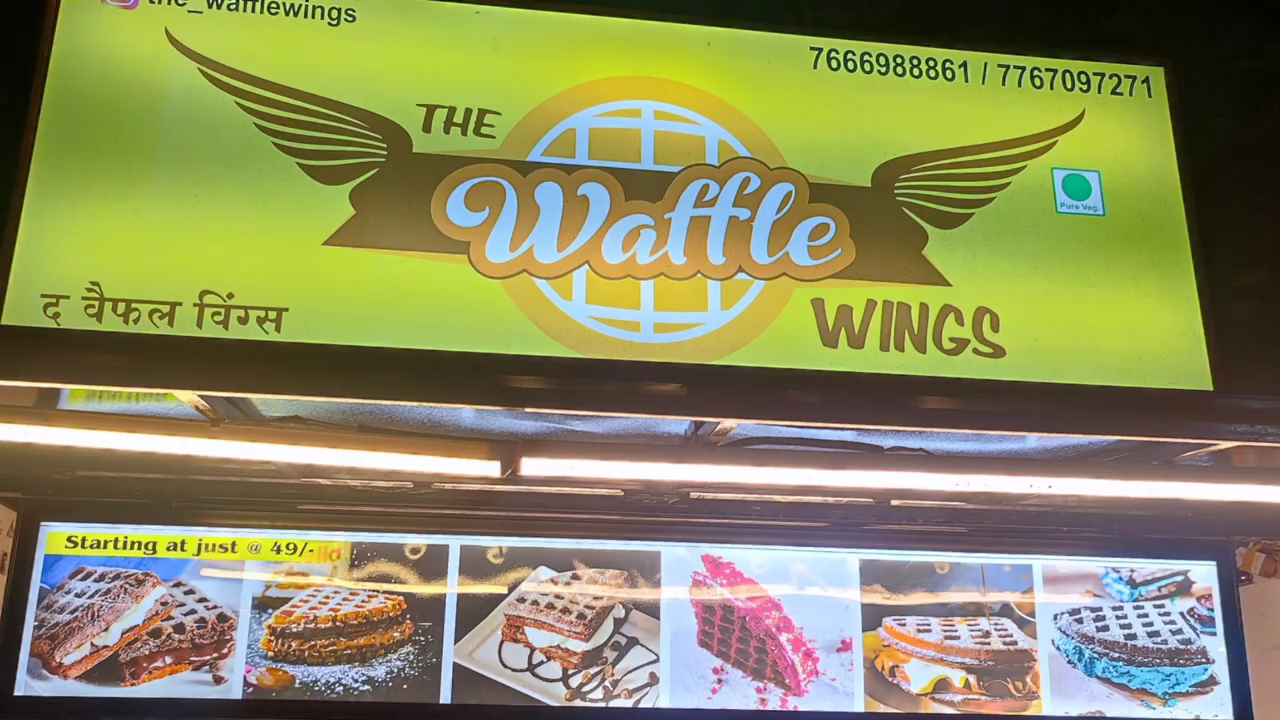 the_wafflewings
7666988861 / 7767097271
THE
Waffle
WINGS
Pure Veg.
द वैफल विंग्स
Starting at just @ 49/-